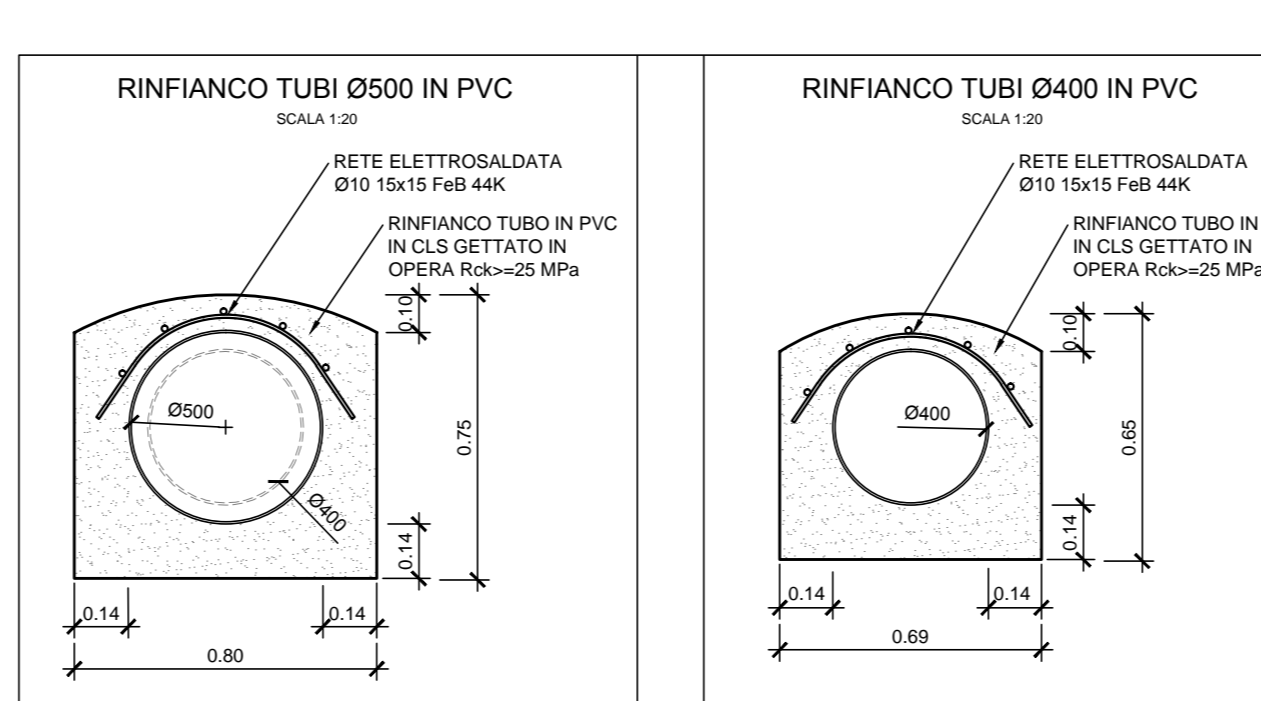 RINFIANCO TUBI Ø500 IN PVC
SCALA 1:20
RETE ELETTROSALDATA
Ø10 15x15 FeB 44K
RINFIANCO TUBO IN PVC
IN CLS GETTATO IN
OPERA Rck>=25 MPa
0.10
Ø500
0.75
Ø400
0.14
0.14
0.14
0.80
RINFIANCO TUBI Ø400 IN PVC
SCALA 1:20
RETE ELETTROSALDATA
Ø10 15x15 FeB 44K
RINFIANCO TUBO IN
IN CLS GETTATO IN
OPERA Rck>=25 MPa
0.10
Ø400
0.65
0.14
0.14
0.14
0.69